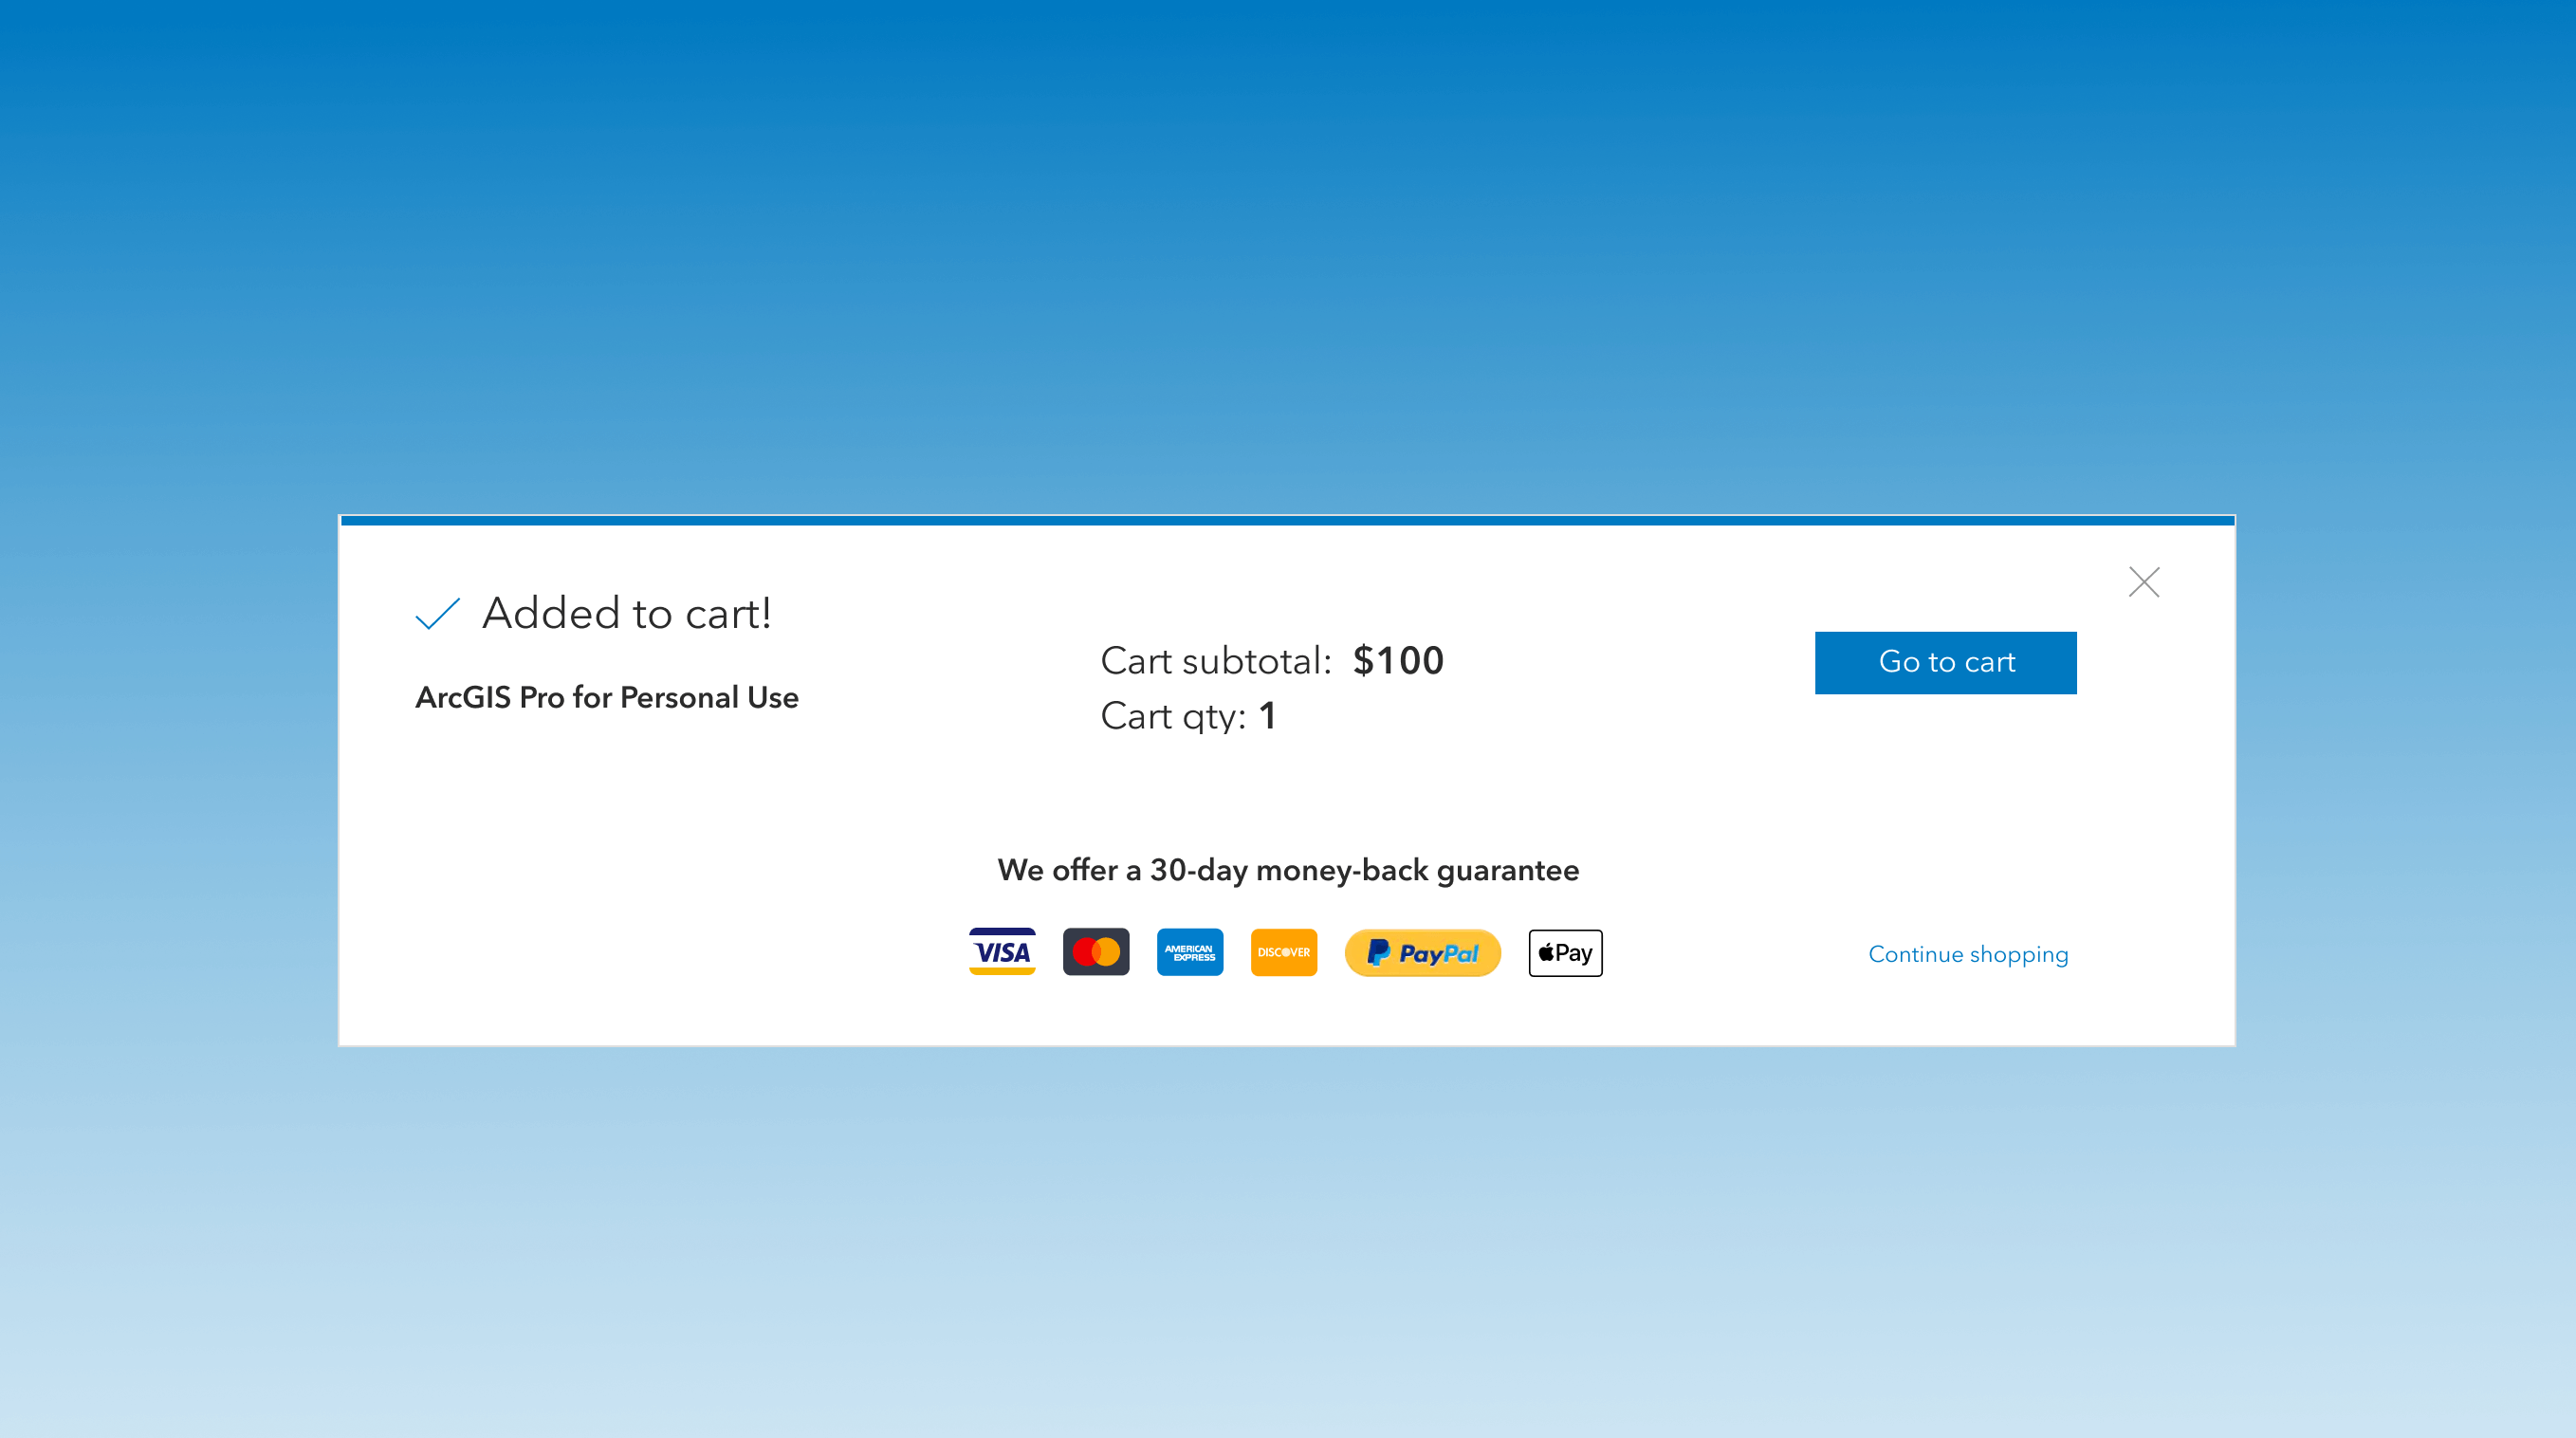 Added to cart!
ArcGIS Pro for Personal Use
Cart subtotal: $100
Cart qty: 1
Go to cart
We offer a 30-day money-back guarantee
VISA
AMERICAN
EXPRESS
DISCOVER
PayPal
Pay
Continue shopping